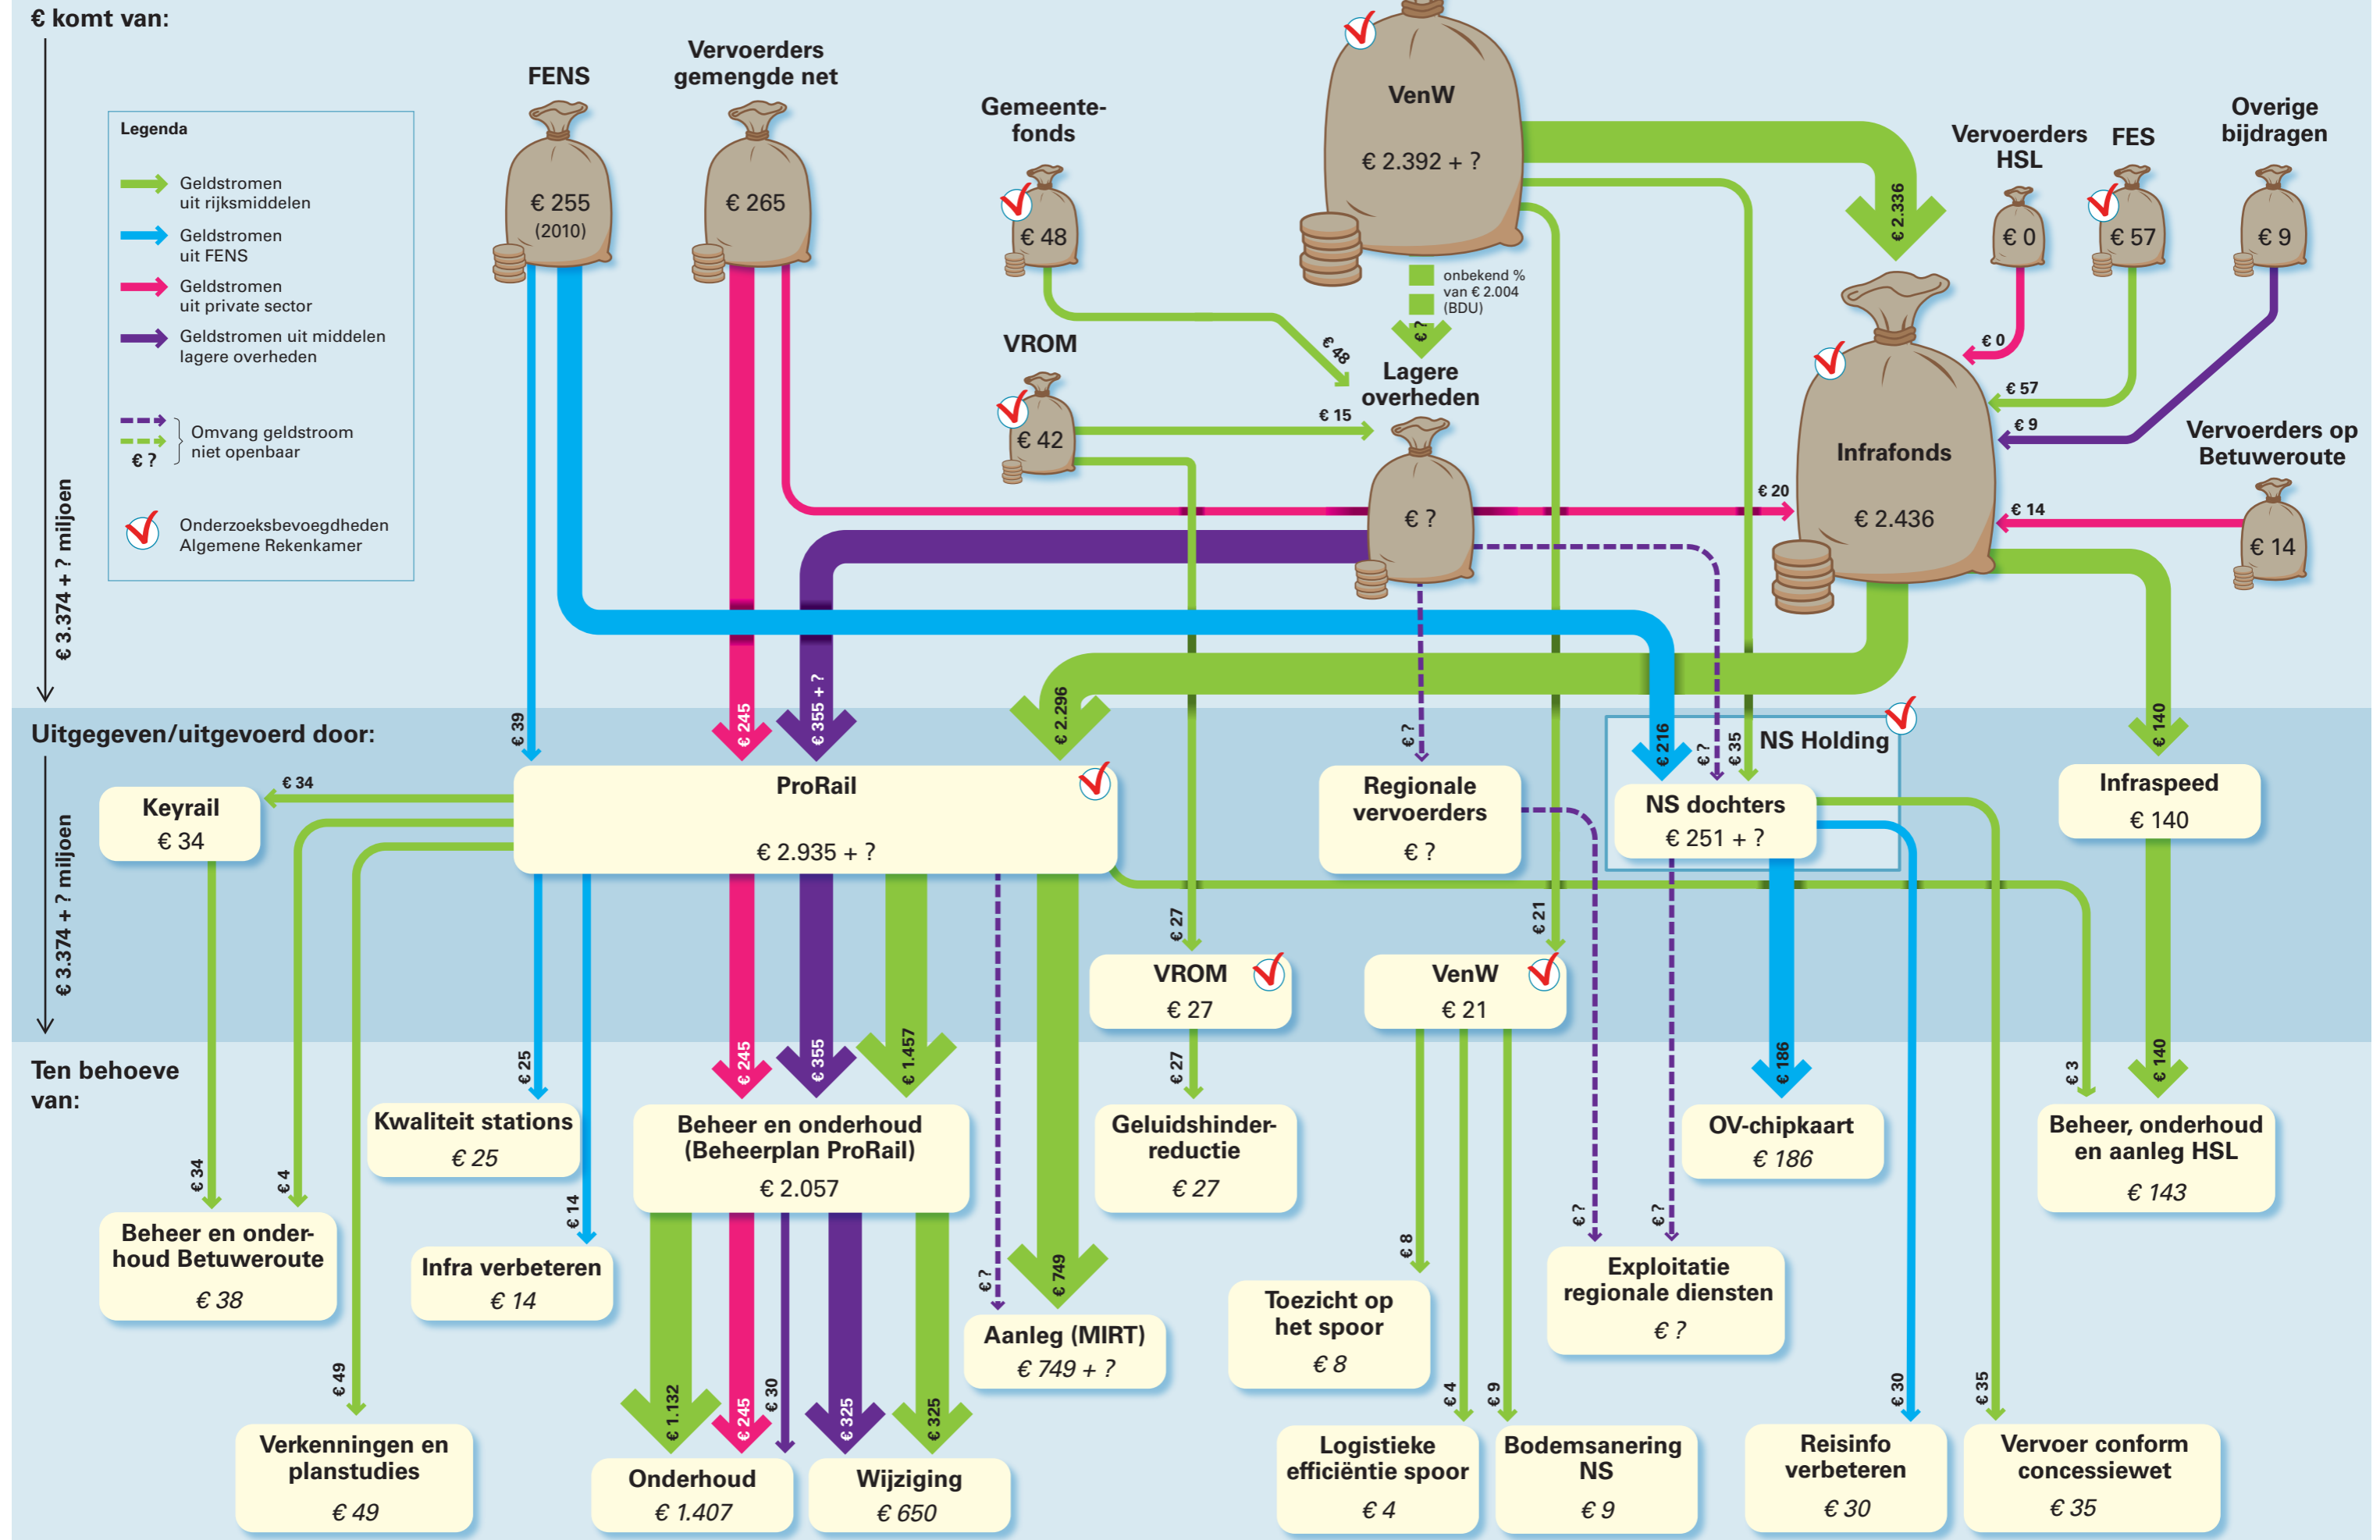 € komt van:
FENS
€ 255
(2010)
Vervoerders
gemengde net
€ 265
Gemeente-
fonds
€ 48
VenW
€ 2.392 + ?
Vervoerders
HSL
€ 0
FES
€ 57
Overige
bijdragen
€ 9
Legenda
Geldstromen
uit rijksmiddelen
Geldstromen
uit FENS
Geldstromen
uit private sector
Geldstromen uit middelen
lagere overheden
Omvang geldstroom
niet openbaar
€ ?
Onderzoeksbevoegdheden
Algemene Rekenkamer
€ 3.374 + ? miljoen
€ 2.336
onbekend %
van € 2.004
(BDU)
€ ?
€ 48
VROM
€ 42
€ 15
Lagere
overheden
€ ?
€ 0
€ 57
€ 9
Infrafonds
€ 2.436
€ 20
Vervoerders op
Betuweroute
€ 14
€ 14
€ 39
€ 245
€ 355 + ?
€ 2.296
€ ?
€ 216
€ ?
€ 35
€ 140
Uitgegeven/uitgevoerd door:
€ 3.374 + ? miljoen
Keyrail
€ 34
€ 34
ProRail
€ 2.935 + ?
Regionale
vervoerders
€ ?
NS Holding
NS dochters
€ 251 + ?
Infraspeed
€ 140
€ 27
€ 21
VROM
€ 27
VenW
€ 21
Ten behoeve
van:
€ 34
€ 4
€ 49
€ 25
€ 14
€ 245
€ 355
€ 1.457
€ ?
€ 749
€ 27
€ 8
€ 4
€ 9
€ ?
€ ?
€ 186
€ 30
€ 35
€ 3
€ 140
Kwaliteit stations
€ 25
Beheer en onderhoud
(Beheerplan ProRail)
€ 2.057
Geluidshinder-
reductie
€ 27
OV-chipkaart
€ 186
Beheer, onderhoud
en aanleg HSL
€ 143
Beheer en onder-
houd Betuweroute
€ 38
Infra verbeteren
€ 14
Aanleg (MIRT)
€ 749 + ?
Toezicht op
het spoor
€ 8
Exploitatie
regionale diensten
€ ?
€ 1.132
€ 245
€ 30
€ 325
€ 325
Verkenningen en
planstudies
€ 49
Onderhoud
€ 1.407
Wijziging
€ 650
Logistieke
efficiëntie spoor
€ 4
Bodemsanering
NS
€ 9
Reisinfo
verbeteren
€ 30
Vervoer conform
concessiewet
€ 35